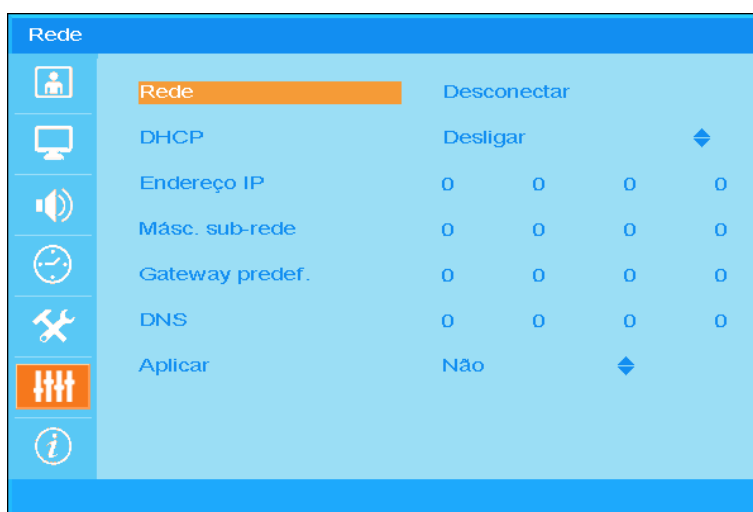 Rede
Rede Desconectar
DHCP Desligar
Endereço IP 0 0 0 0
Másc. sub-rede 0 0 0 0
Gateway predef. 0 0 0 0
DNS 0 0 0 0
Aplicar Não
i